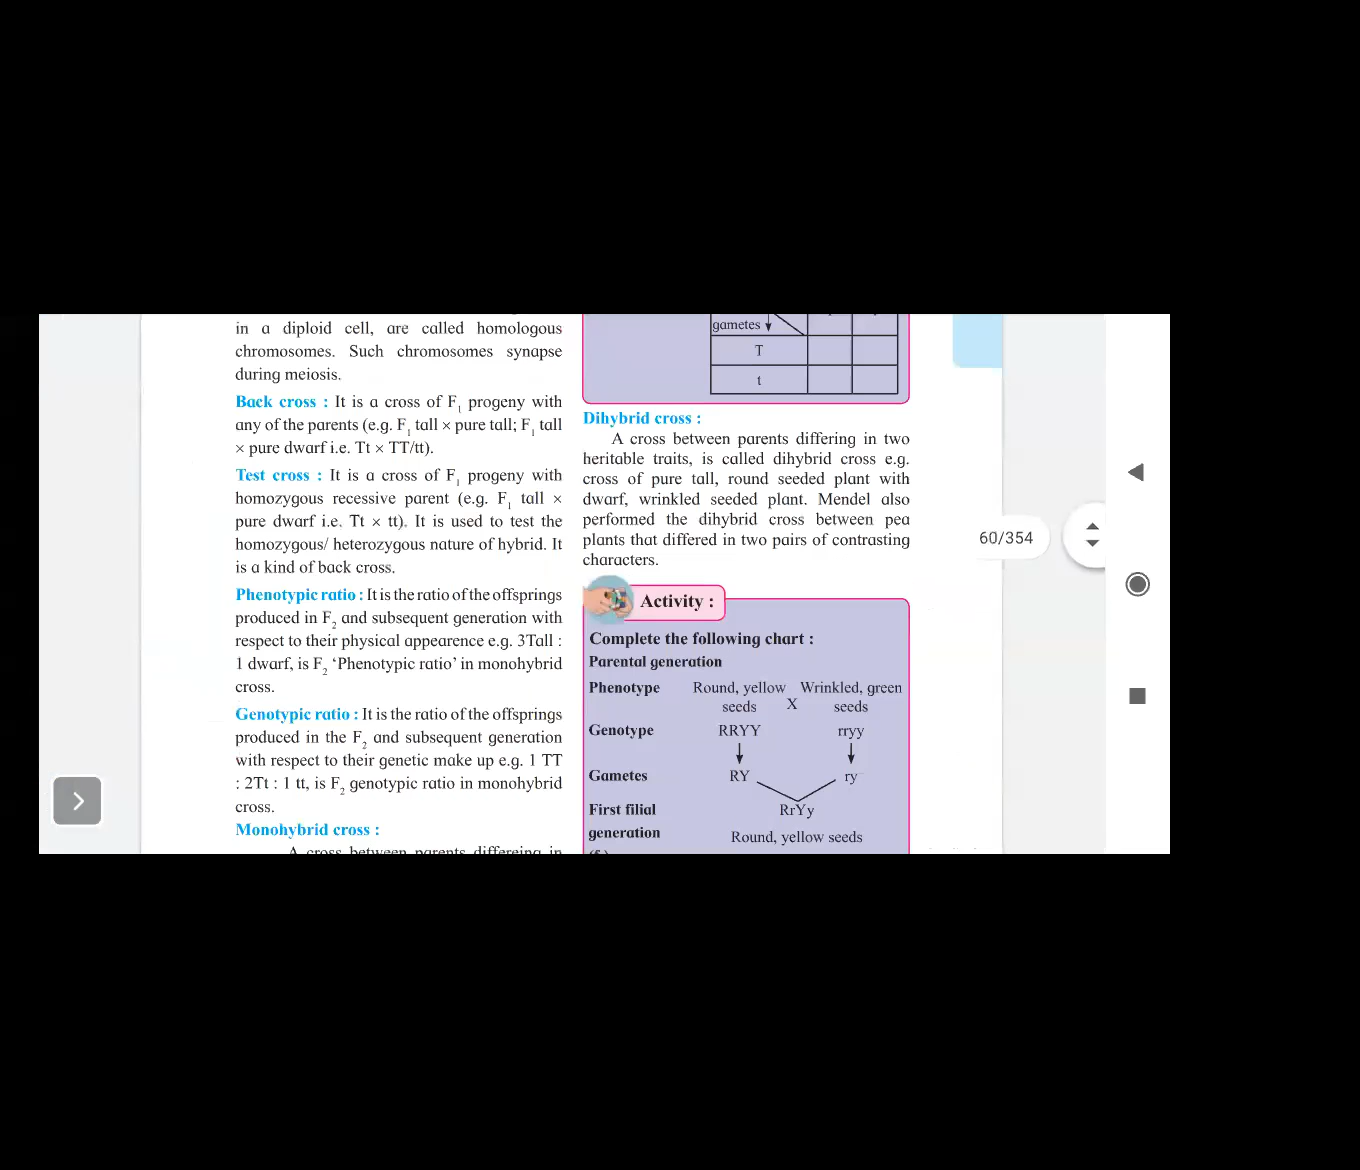 in a diploid cell, are called homologous
chromosomes. Such chromosomes synapse
during meiosis.
Back cross : It is a cross of F1 progeny with
any of the parents (e.g. F1 tall × pure tall; F1 tall
× pure dwarf i.e. Tt × TT/tt).
Test cross : It is a cross of F1 progeny with
homozygous recessive parent (e.g. F1 tall ×
pure dwarf i.e. Tt × tt). It is used to test the
homozygous/ heterozygous nature of hybrid. It
is a kind of back cross.
Phenotypic ratio : It is the ratio of the offsprings
produced in F2 and subsequent generation with
respect to their physical appearence e.g. 3Tall :
1 dwarf, is F2 ‘Phenotypic ratio’ in monohybrid
cross.
Genotypic ratio : It is the ratio of the offsprings
produced in the F2 and subsequent generation
with respect to their genetic make up e.g. 1 TT
: 2Tt : 1 tt, is F2 genotypic ratio in monohybrid
cross.
Monohybrid cross :
A cross between parents differeing in
gametes
T
t
Dihybrid cross :
A cross between parents differing in two
heritable traits, is called dihybrid cross e.g.
cross of pure tall, round seeded plant with
dwarf, wrinkled seeded plant. Mendel also
performed the dihybrid cross between pea
plants that differed in two pairs of contrasting
characters.
Activity :
Complete the following chart :
Parental generation
Phenotype Round, yellow seeds X Wrinkled, green seeds
Genotype RRYY rryy
Gametes RY ry
First filial RrYy
generation Round, yellow seeds
60/354